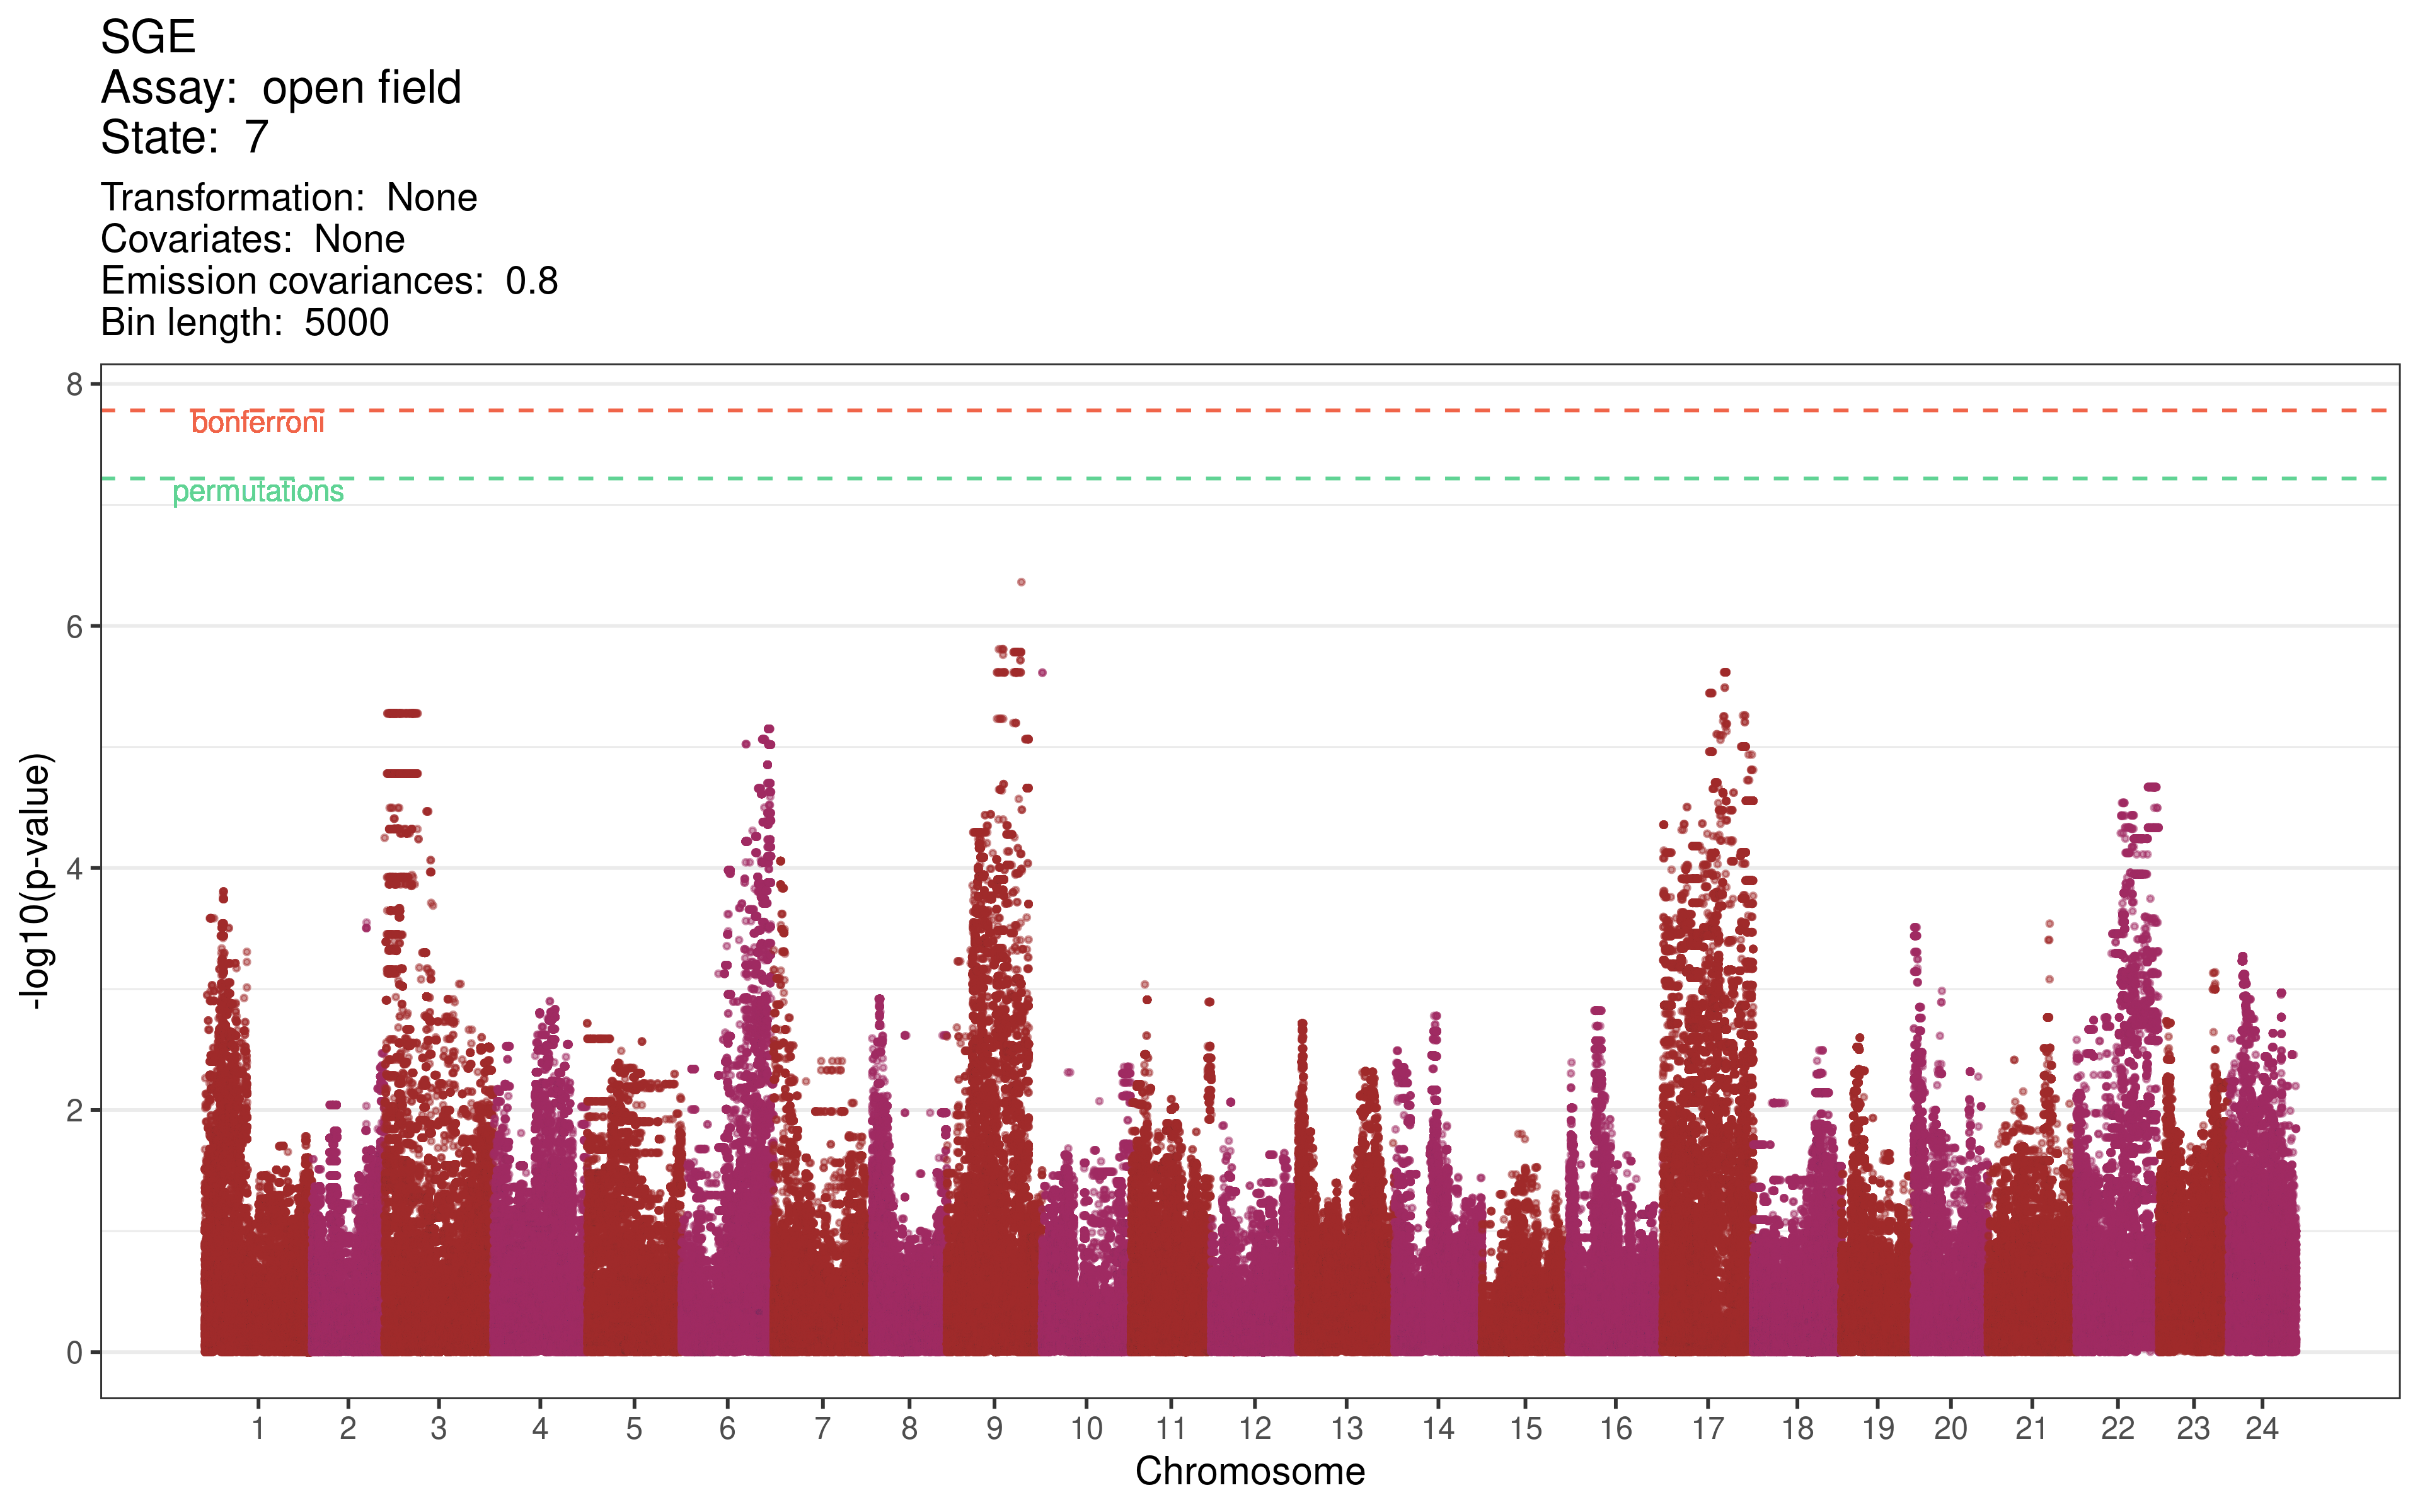 SGE
Assay:  open field
State:  7
Transformation:  None
Covariates:  None
Emission covariances:  0.8
Bin length:  5000
8
bonferroni
permutations
6
4
2
0
-log10(p-value)
1 2 3 4 5 6 7 8 9 10 11 12 13 14 15 16 17 18 19 20 21 22 23 24
Chromosome